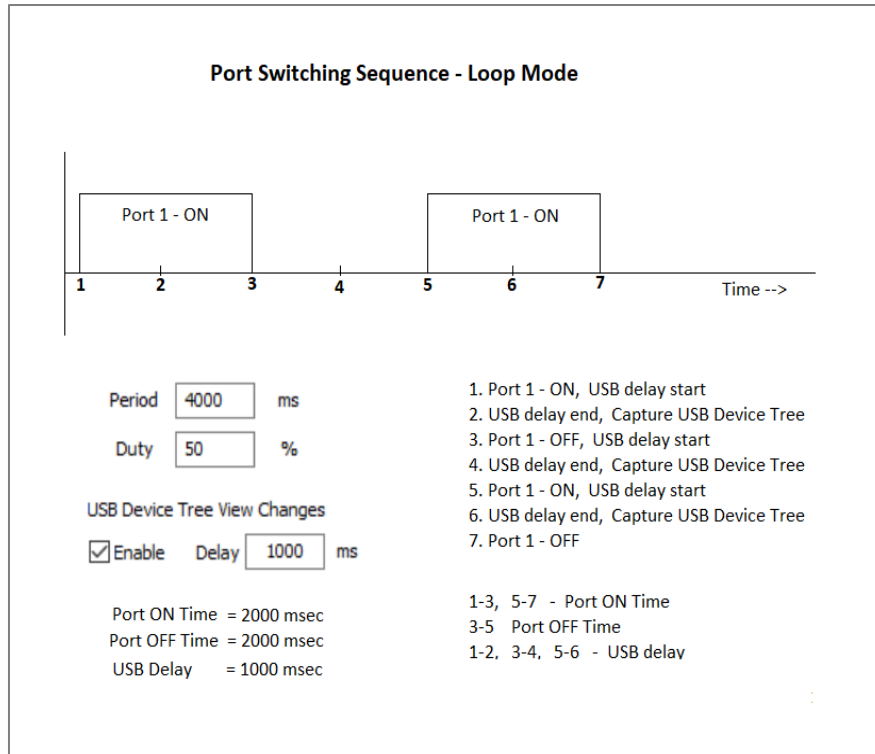 Port Switching Sequence - Loop Mode
Port 1 - ON
Port 1 - ON
1 2 3 4 5 6 7
Time -->
Period 4000 ms
Duty 50 %
USB Device Tree View Changes
Enable Delay 1000 ms
Port ON Time = 2000 msec
Port OFF Time = 2000 msec
USB Delay = 1000 msec
1. Port 1 - ON, USB delay start
2. USB delay end, Capture USB Device Tree
3. Port 1 - OFF, USB delay start
4. USB delay end, Capture USB Device Tree
5. Port 1 - ON, USB delay start
6. USB delay end, Capture USB Device Tree
7. Port 1 - OFF
1-3, 5-7 - Port ON Time
3-5 Port OFF Time
1-2, 3-4, 5-6 - USB delay